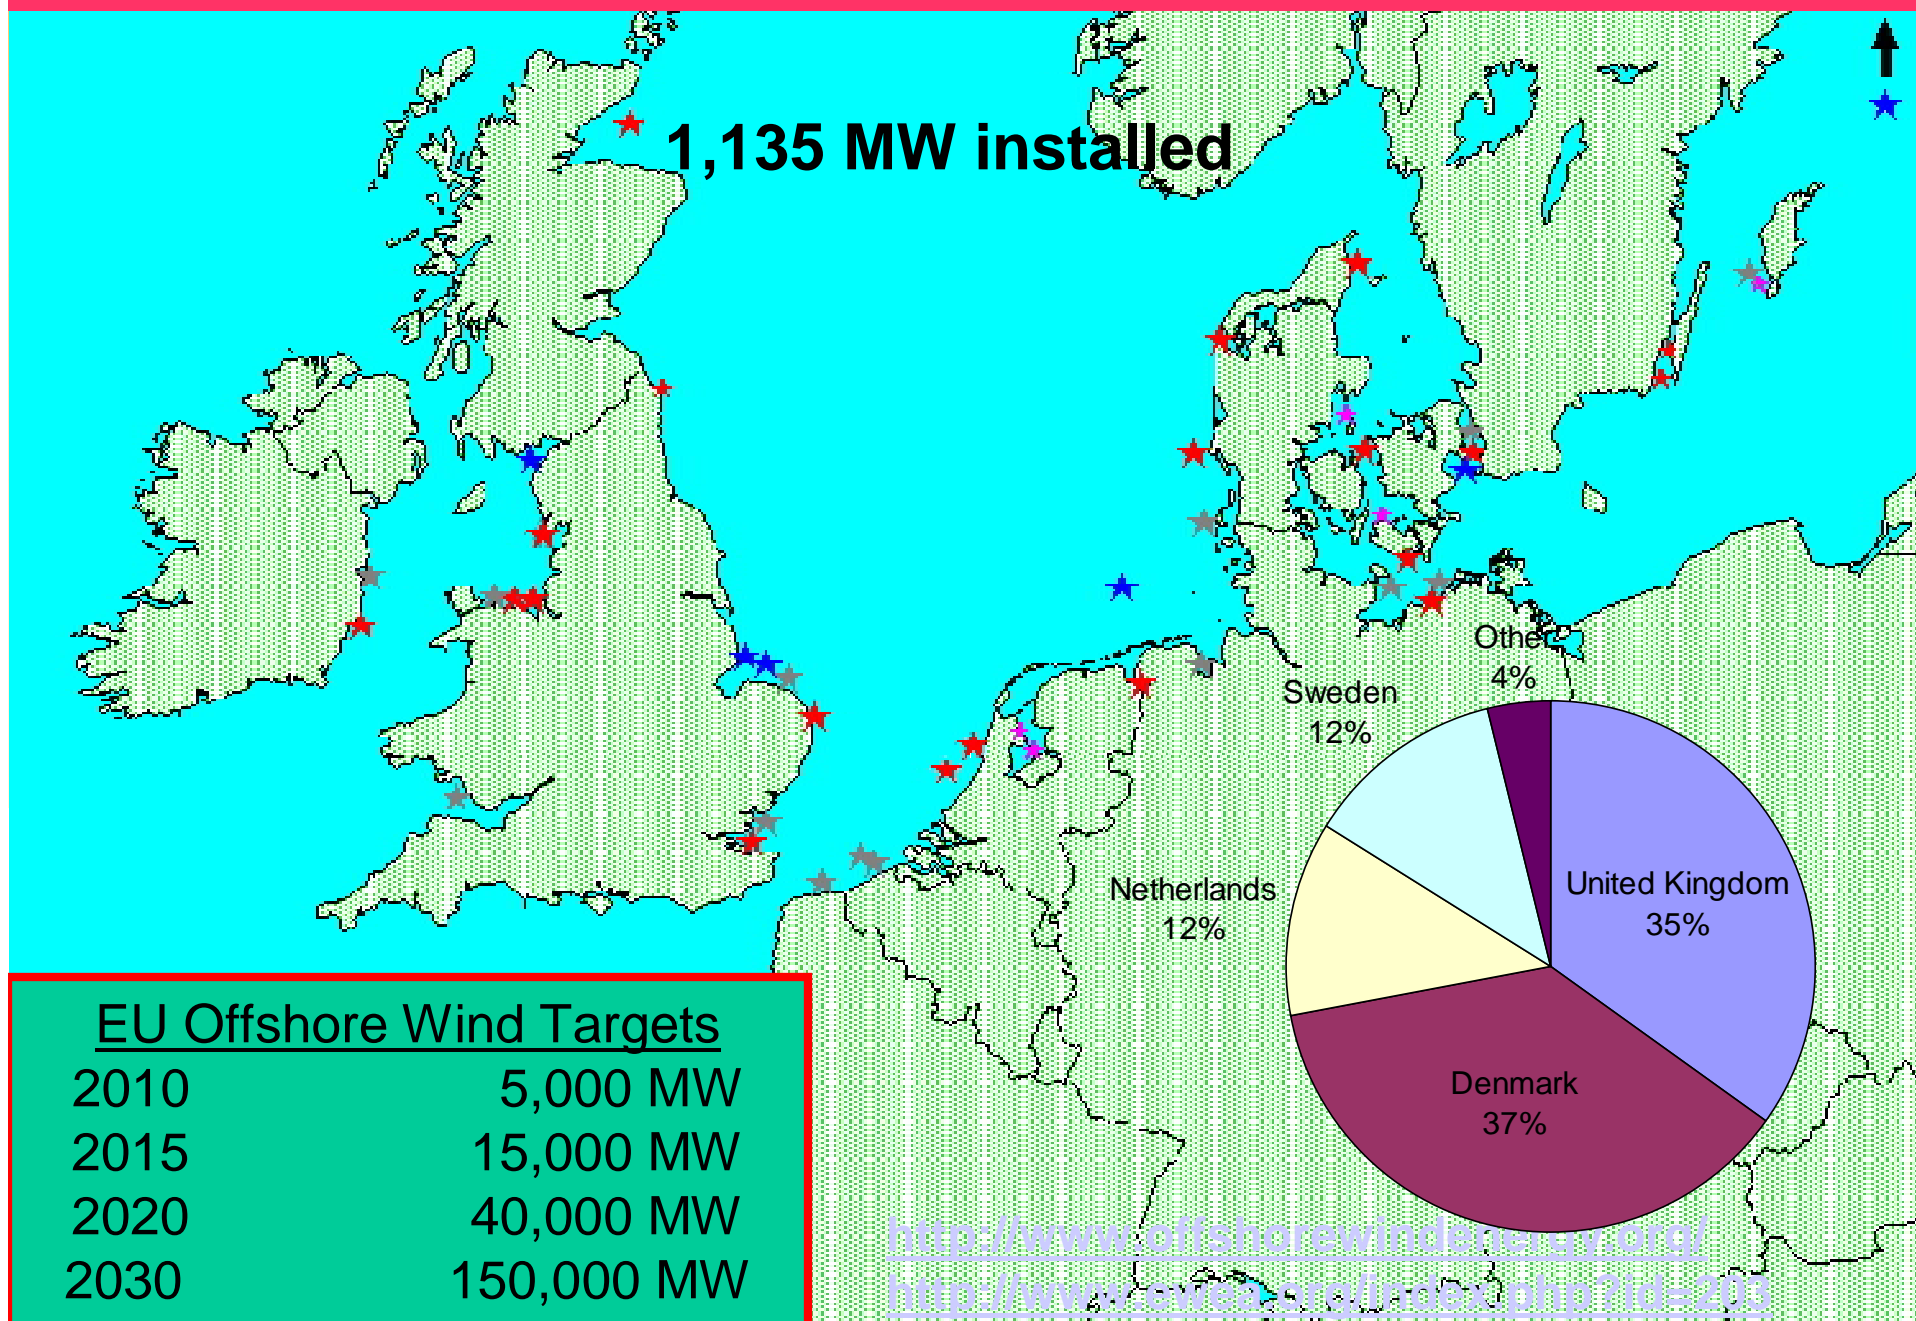 1,135 MW installed
Other
4%
Sweden
12%
United Kingdom
35%
Netherlands
12%
Denmark
37%
EU Offshore Wind Targets
2010 5,000 MW
2015 15,000 MW
2020 40,000 MW
2030 150,000 MW
http://www.offshorewindenergy.org/
http://www.ewea.org/index.php?id=203